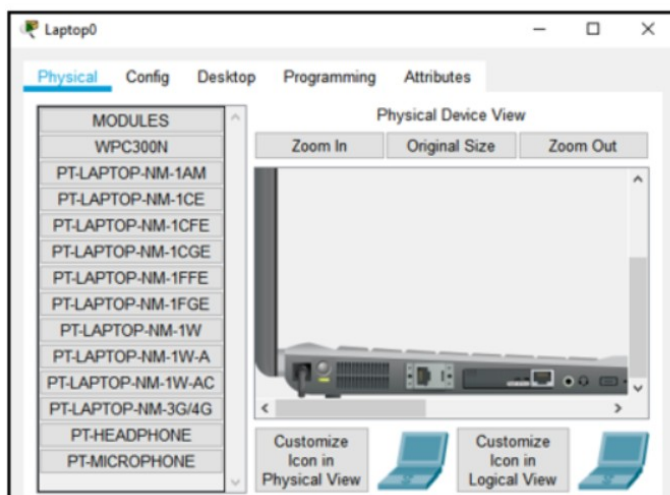 Laptop0
Physical Config Desktop Programming Attributes
MODULES
WPC300N
PT-LAPTOP-NM-1AM
PT-LAPTOP-NM-1CE
PT-LAPTOP-NM-1CFE
PT-LAPTOP-NM-1CGE
PT-LAPTOP-NM-1FFE
PT-LAPTOP-NM-1FGE
PT-LAPTOP-NM-1W
PT-LAPTOP-NM-1W-A
PT-LAPTOP-NM-1W-AC
PT-LAPTOP-NM-3G/4G
PT-HEADPHONE
PT-MICROPHONE
Physical Device View
Zoom In Original Size Zoom Out
Customize
Icon in
Physical View
Customize
Icon in
Logical View